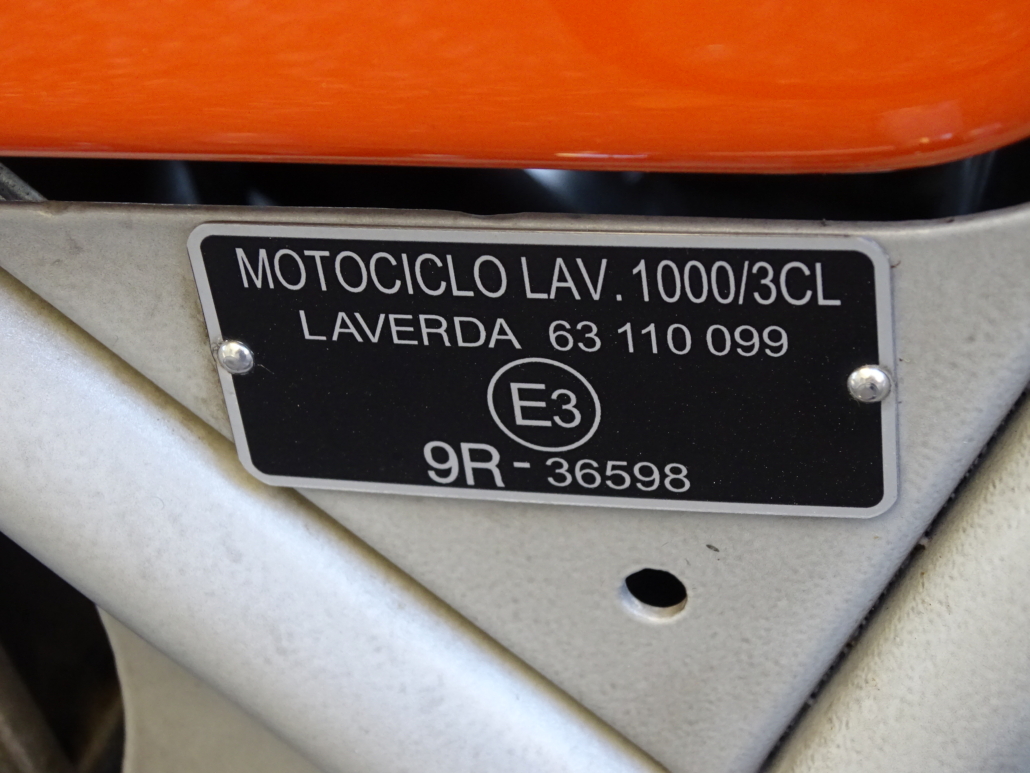 MOTOCICLO LAV. 1000/3CL
LAVERDA 63 110 099
E3
9R-36598